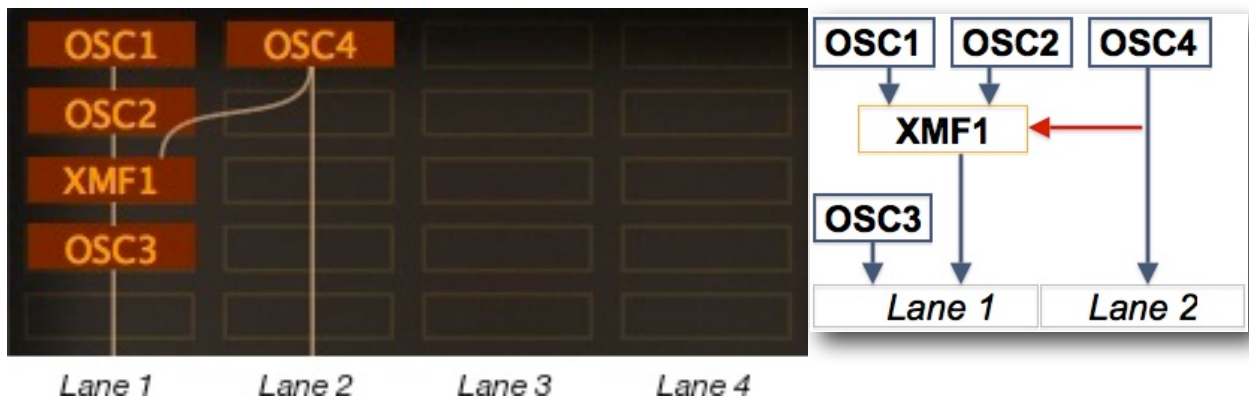 OSC1 OSC4
OSC2
XMF1
OSC3
Lane 1 Lane 2 Lane 3 Lane 4
OSC1 OSC2 OSC4
XMF1
OSC3
Lane 1 Lane 2